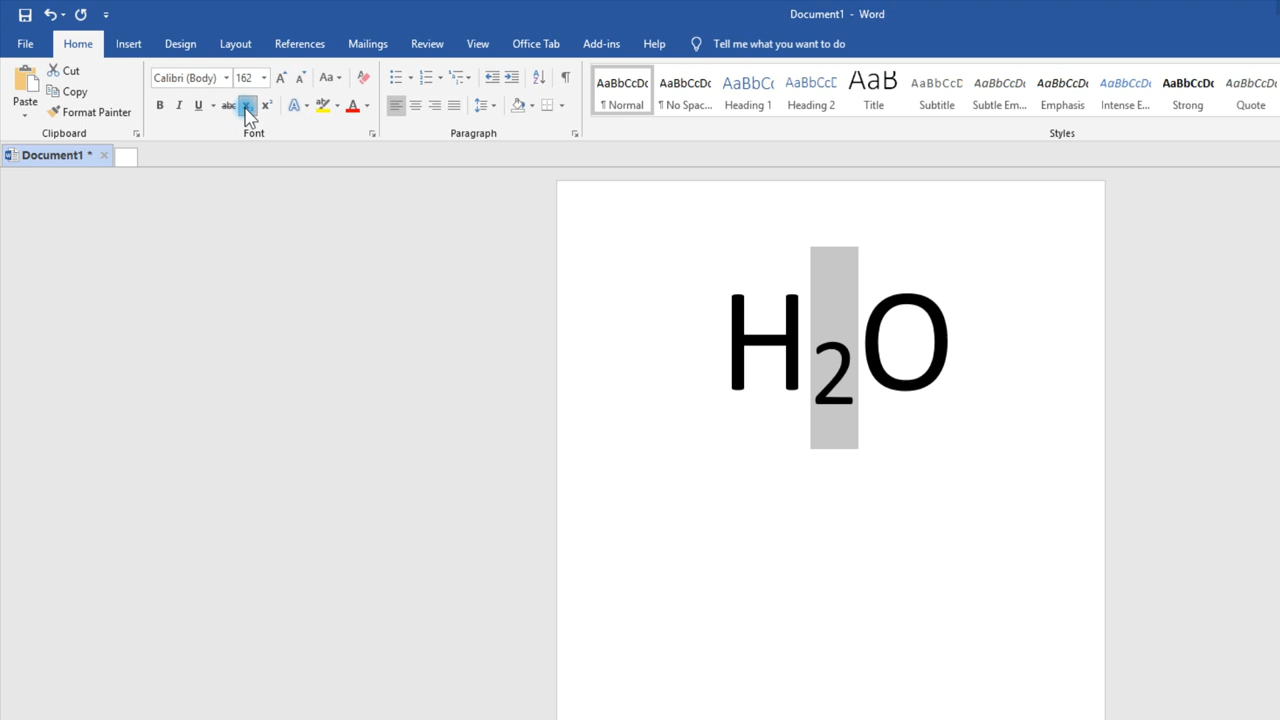 Document1 - Word
File Home Insert Design Layout References Mailings Review View Office Tab Add-ins Help Tell me what you want to do
Paste
Cut
Copy
Format Painter
Clipboard
Calibri (Body) 162 A A Aa
B I U abc x² A A
Font
Paragraph
AaBbCcDc AaBbCcDc AaBbCc AaBbCcD AaB AaBbCcD AaBbCcDc AaBbCcDc AaBbCcDc AaBbCcDc AaBbCcD
¶ Normal ¶ No Spac... Heading 1 Heading 2 Title Subtitle Subtle Em... Emphasis Intense E... Strong Quote
Styles
Document1 *
H₂O